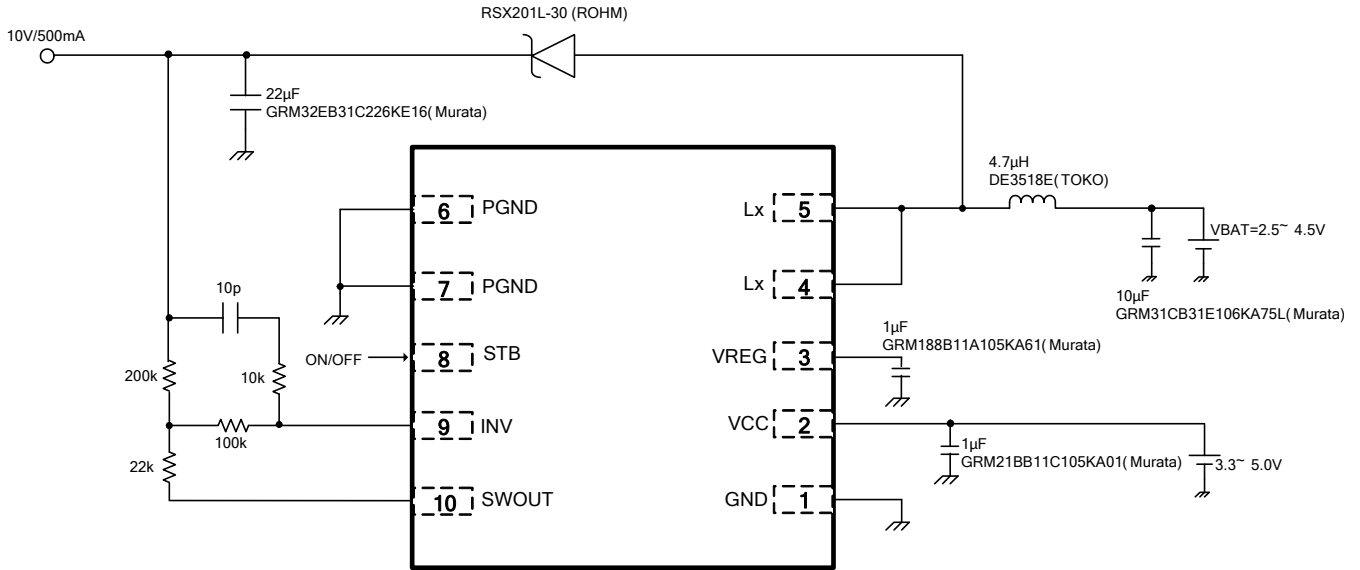 RSX201L-30 (ROHM)
10V/500mA
22µF
GRM32EB31C226KE16(Murata)
4.7µH
DE3518E(TOKO)
6 PGND
Lx 5
VBAT=2.5~ 4.5V
10p
7 PGND
Lx 4
10µF
GRM31CB31E106KA75L(Murata)
1µF
GRM188B11A105KA61(Murata)
ON/OFF
8 STB
VREG 3
200k
10k
9 INV
VCC 2
100k
1µF
GRM21BB11C105KA01(Murata)
3.3~ 5.0V
22k
10 SWOUT
GND 1